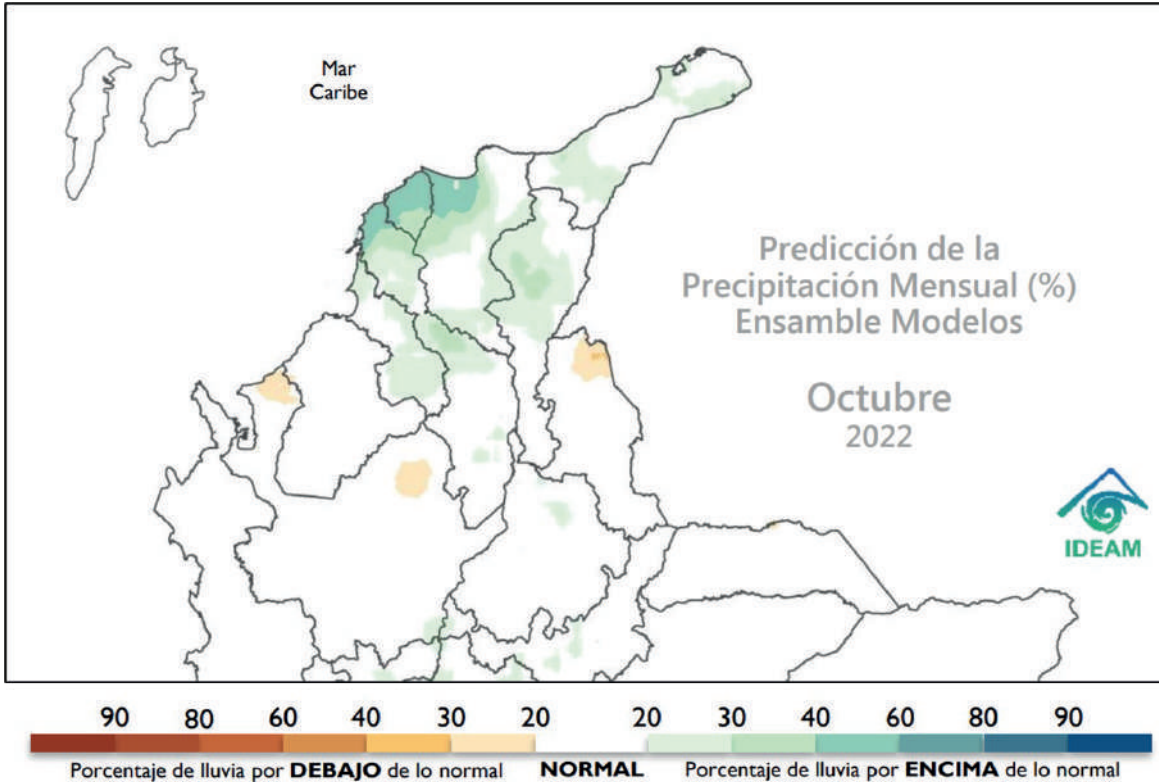 Mar
Caribe
Predicción de la
Precipitación Mensual (%)
Ensamble Modelos
Octubre
2022
IDEAM
90 80 60 40 30 20 20 30 40 60 80 90
Porcentaje de lluvia por DEBAJO de lo normal NORMAL Porcentaje de lluvia por ENCIMA de lo normal